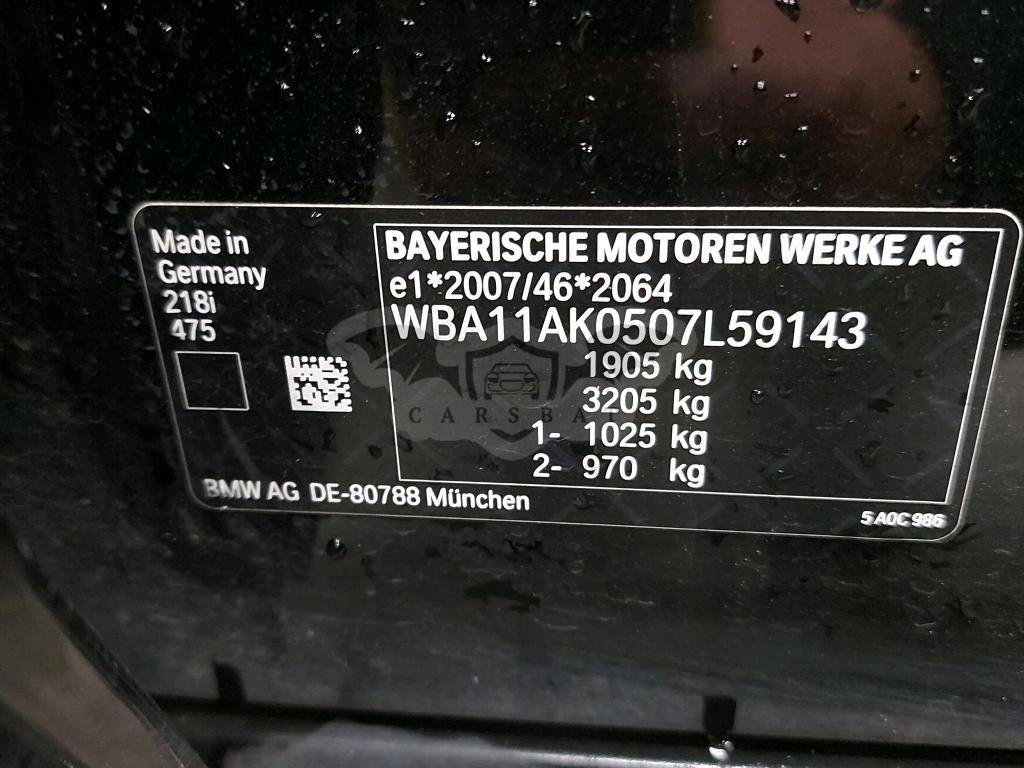 Made in
Germany
218i
475
BAYERISCHE MOTOREN WERKE AG
e1*2007/46*2064
WBA11AK0507L59143
1905 kg
3205 kg
1- 1025 kg
2- 970 kg
BMW AG DE-80788 München
5 A0C 986
CARSBA